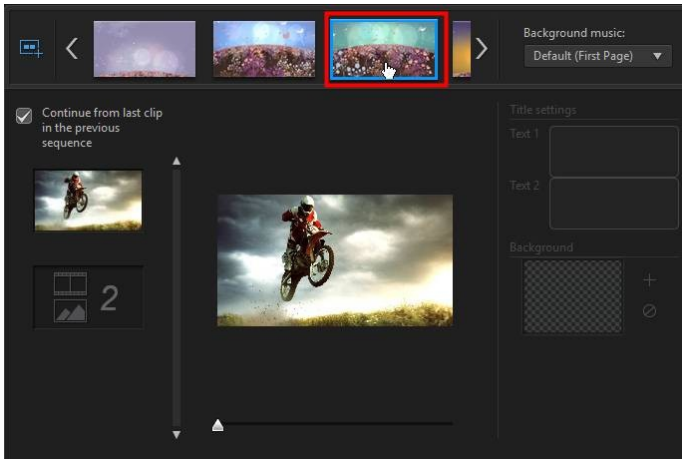 Background music:
Default (First Page)
Continue from last clip
in the previous
sequence
2
Title settings
Text 1
Text 2
Background